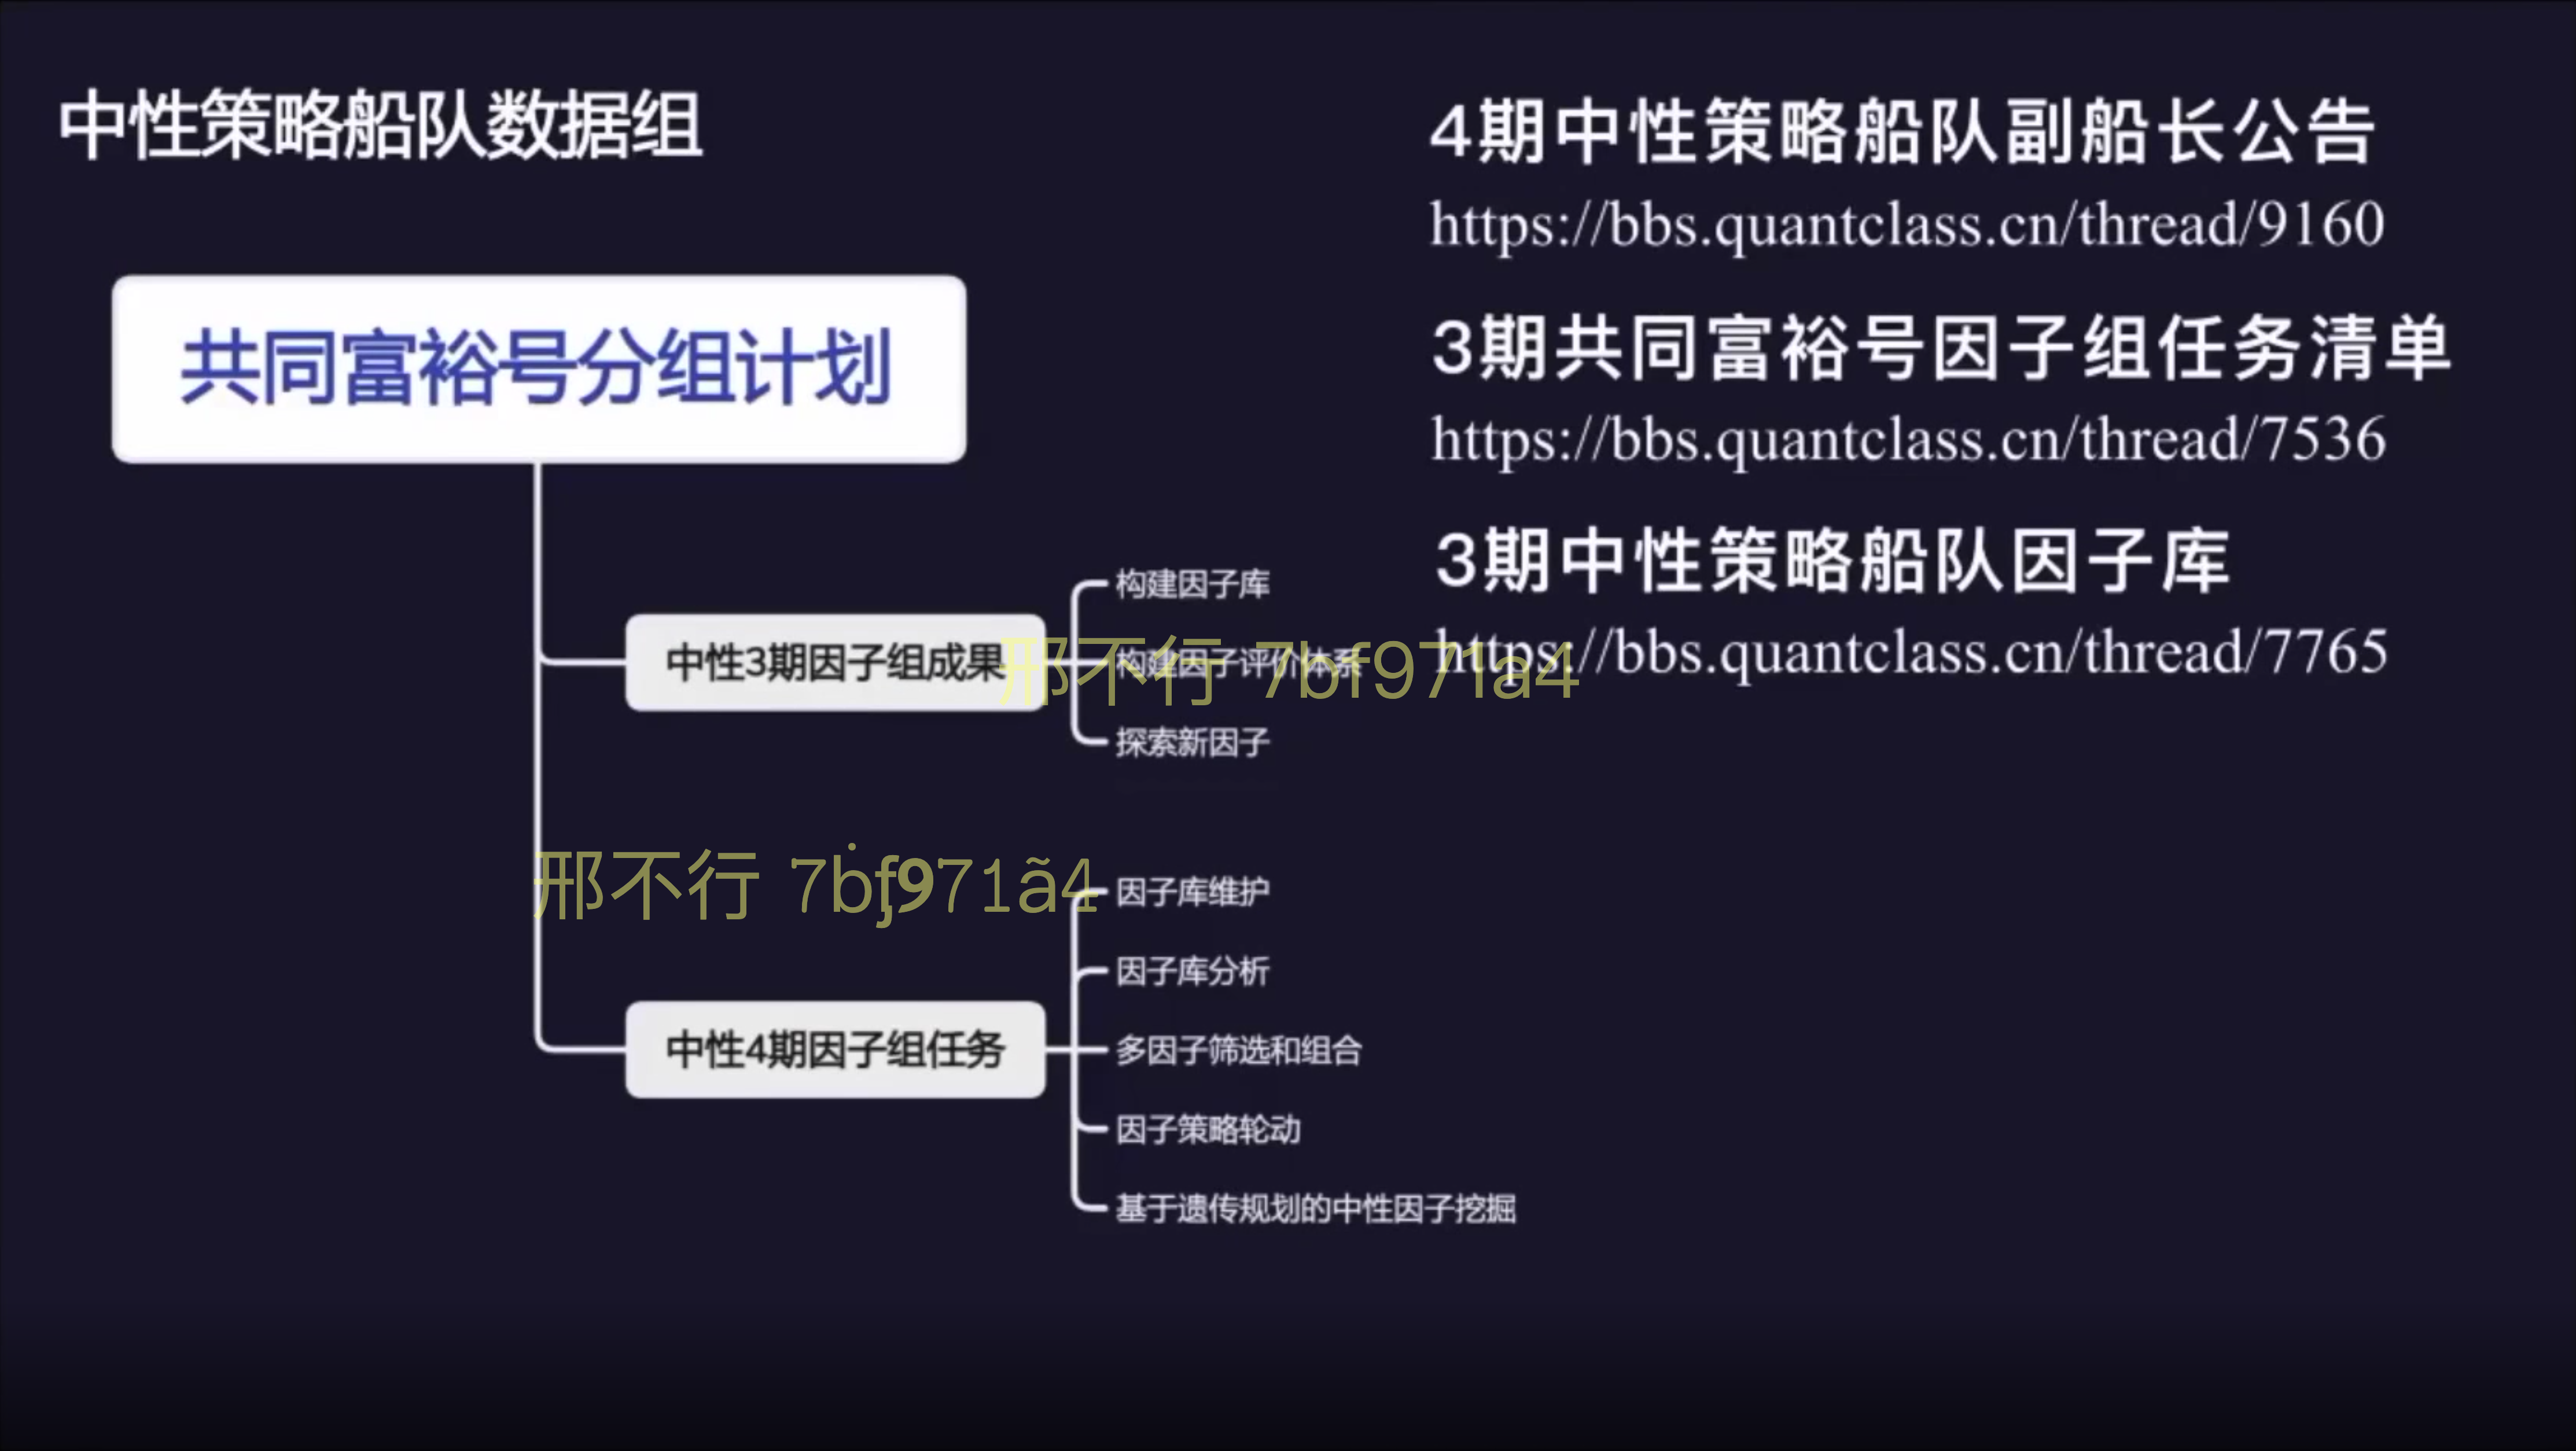 中性策略船队数据组
共同富裕号分组计划
中性3期因子组成果
构建因子库
构建因子评价体系
探索新因子
中性4期因子组任务
因子库维护
因子库分析
多因子筛选和组合
因子策略轮动
基于遗传规划的中性因子挖掘
4期中性策略船队副船长公告
https://bbs.quantclass.cn/thread/9160
3期共同富裕号因子组任务清单
https://bbs.quantclass.cn/thread/7536
3期中性策略船队因子库
https://bbs.quantclass.cn/thread/7765
邢不行 7bf971a4
邢不行 7ḃf̡971ã4